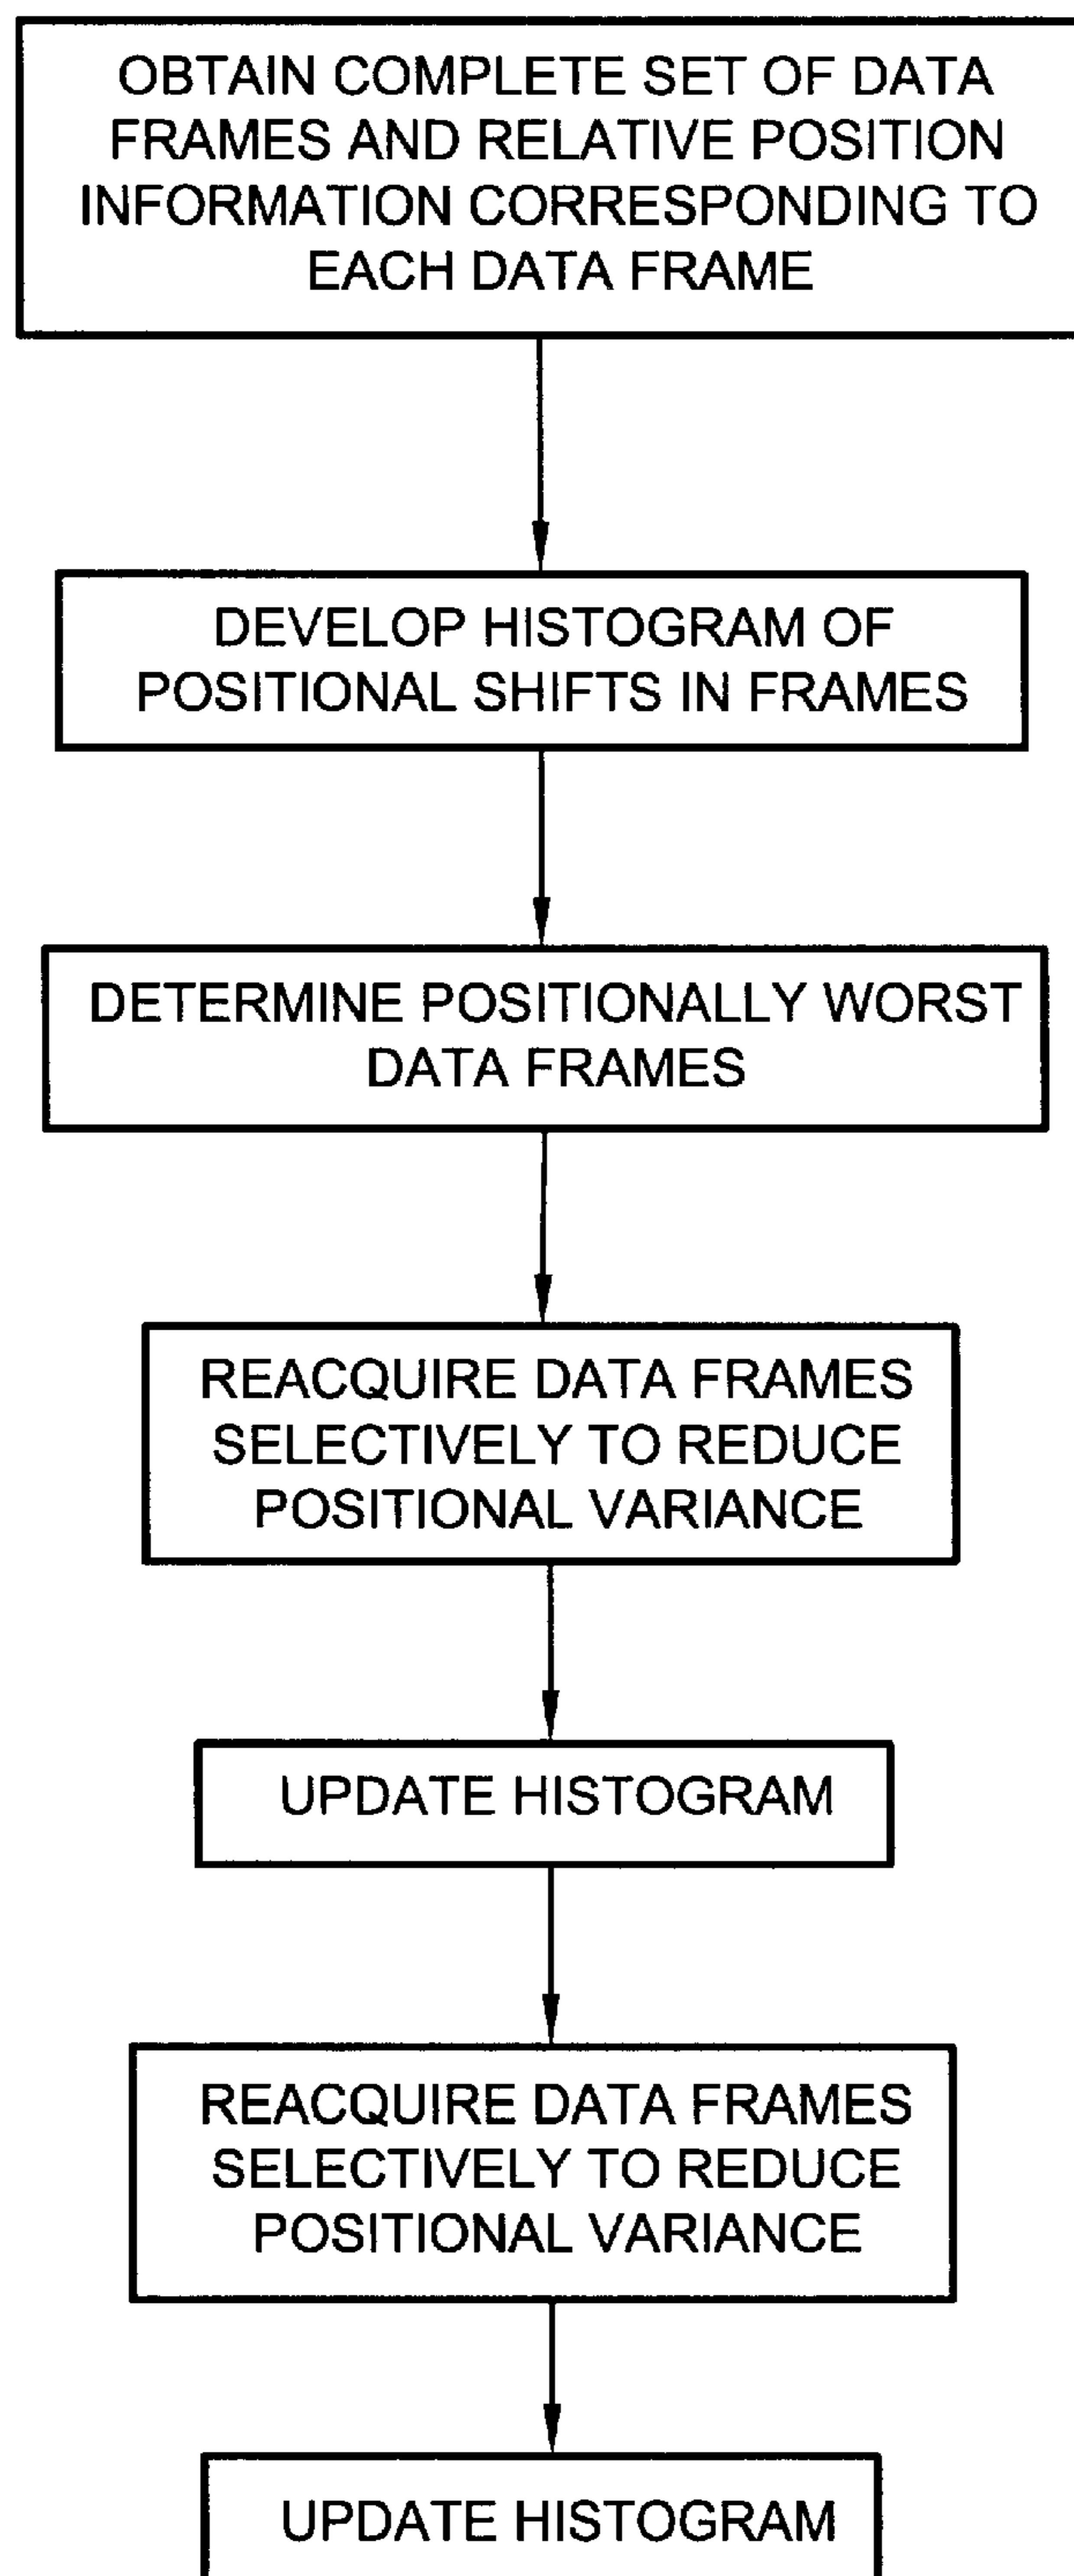 OBTAIN COMPLETE SET OF DATA
FRAMES AND RELATIVE POSITION
INFORMATION CORRESPONDING TO
EACH DATA FRAME
DEVELOP HISTOGRAM OF
POSITIONAL SHIFTS IN FRAMES
DETERMINE POSITIONALLY WORST
DATA FRAMES
REACQUIRE DATA FRAMES
SELECTIVELY TO REDUCE
POSITIONAL VARIANCE
UPDATE HISTOGRAM
REACQUIRE DATA FRAMES
SELECTIVELY TO REDUCE
POSITIONAL VARIANCE
UPDATE HISTOGRAM